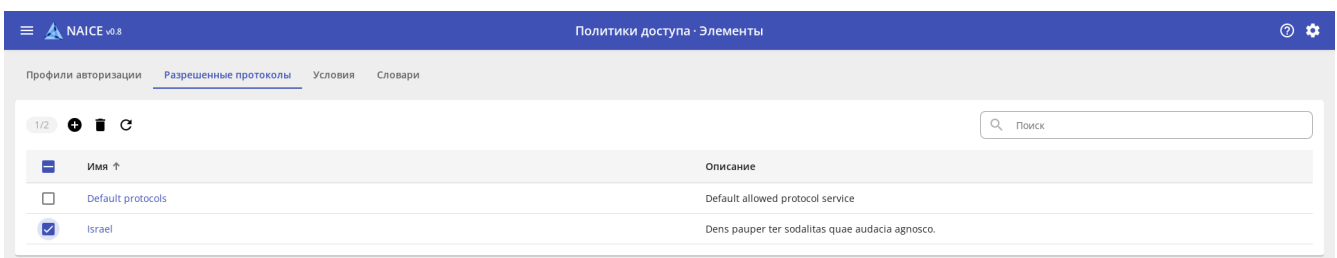 NAICE v0.8
Политики доступа · Элементы
Профили авторизации Разрешенные протоколы Условия Словари
1/2 Поиск
Имя ↑ Описание
Default protocols Default allowed protocol service
Israel Dens pauper ter sodalitas quae audacia agnosco.